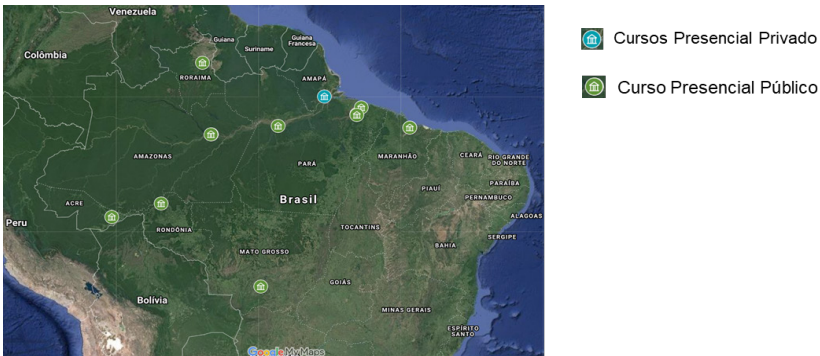 Venezuela
Guiana
Guiana
Francesa
Suriname
Colômbia
RORAIMA
AMAPÁ
AMAZONAS
PARÁ
MARANHÃO
CEARÁ
RIO GRANDE
DO NORTE
PARAÍBA
PIAUÍ
PERNAMBUCO
ACRE
Brasil
ALAGOAS
Peru
RONDÔNIA
TOCANTINS
SERGIPE
BAHIA
MATO GROSSO
GOIÁS
Bolívia
MINAS GERAIS
ESPÍRITO
SANTO
Google My Maps
Cursos Presencial Privado
Curso Presencial Público